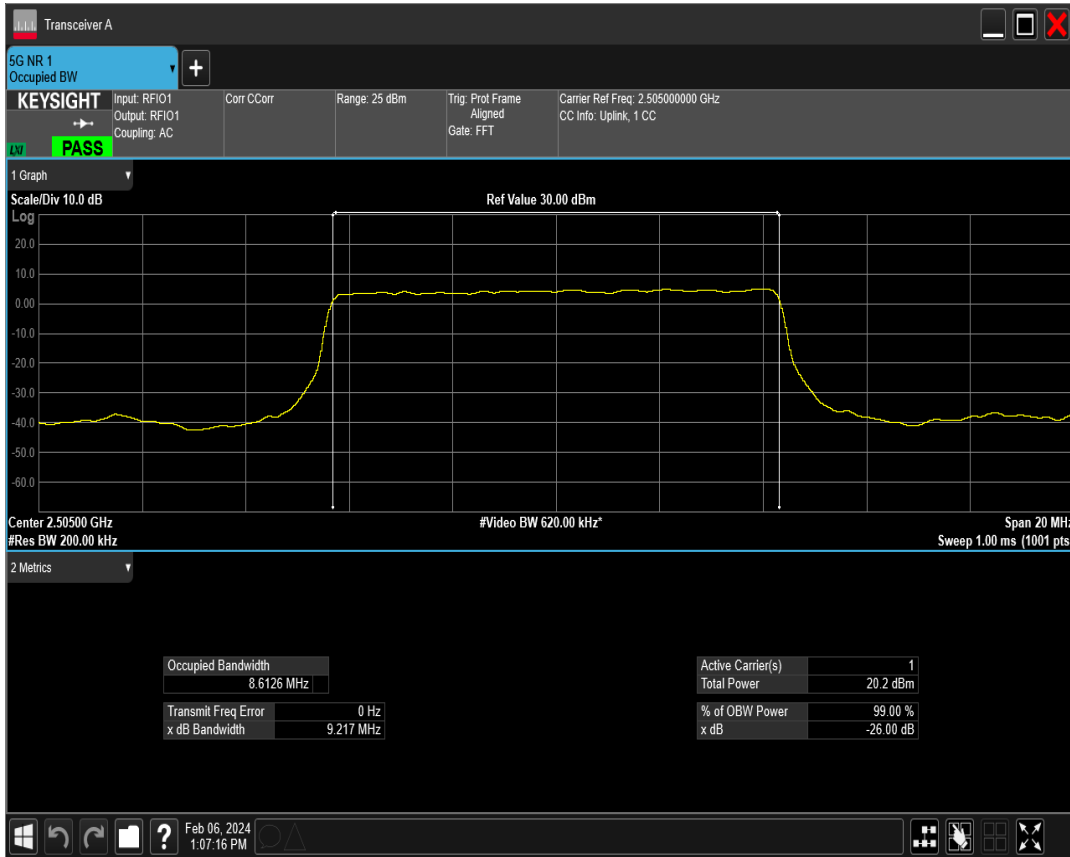 Transceiver A
5G NR 1
Occupied BW
+
KEYSIGHT
LXI
PASS
Input: RFIO1
Output: RFIO1
Coupling: AC
Corr CCorr
Range: 25 dBm
Trig: Prot Frame
Aligned
Gate: FFT
Carrier Ref Freq: 2.505000000 GHz
CC Info: Uplink, 1 CC
1 Graph
Scale/Div 10.0 dB
Ref Value 30.00 dBm
Log
20.0
10.0
0.00
-10.0
-20.0
-30.0
-40.0
-50.0
-60.0
Center 2.50500 GHz
#Video BW 620.00 kHz*
Span 20 MHz
#Res BW 200.00 kHz
Sweep 1.00 ms (1001 pts
2 Metrics
Occupied Bandwidth
8.6126 MHz
Transmit Freq Error 0 Hz
x dB Bandwidth 9.217 MHz
Active Carrier(s) 1
Total Power 20.2 dBm
% of OBW Power 99.00 %
x dB -26.00 dB
?
Feb 06, 2024
1:07:16 PM